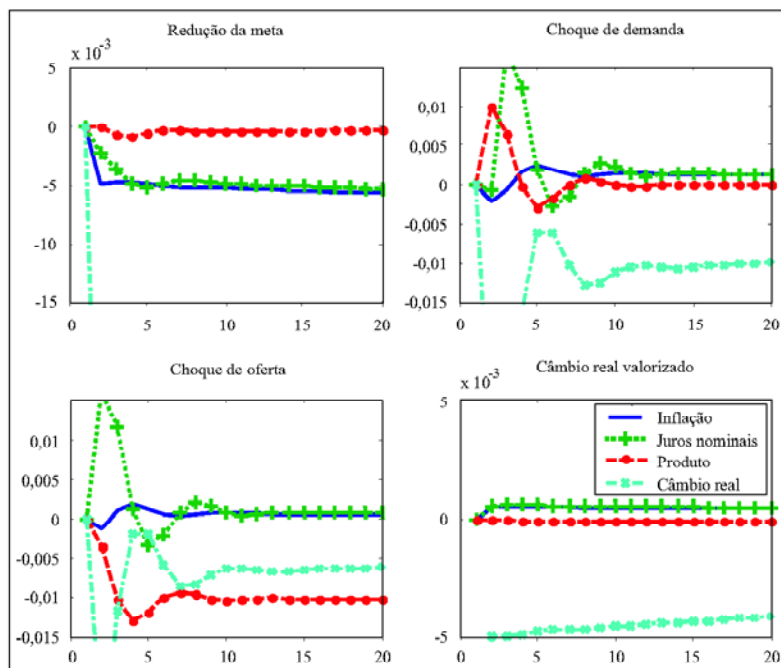 Redução da meta
x 10-3
5
0
-5
-10
-15
0 5 10 15 20
Choque de demanda
0,01
0,005
0
-0,005
-0,01
-0,015
0 5 10 15 20
Choque de oferta
0,01
0,005
0
-0,005
-0,01
-0,015
0 5 10 15 20
Câmbio real valorizado
x 10-3
5
0
-5
0 5 10 15 20
Inflação
Juros nominais
Produto
Câmbio real